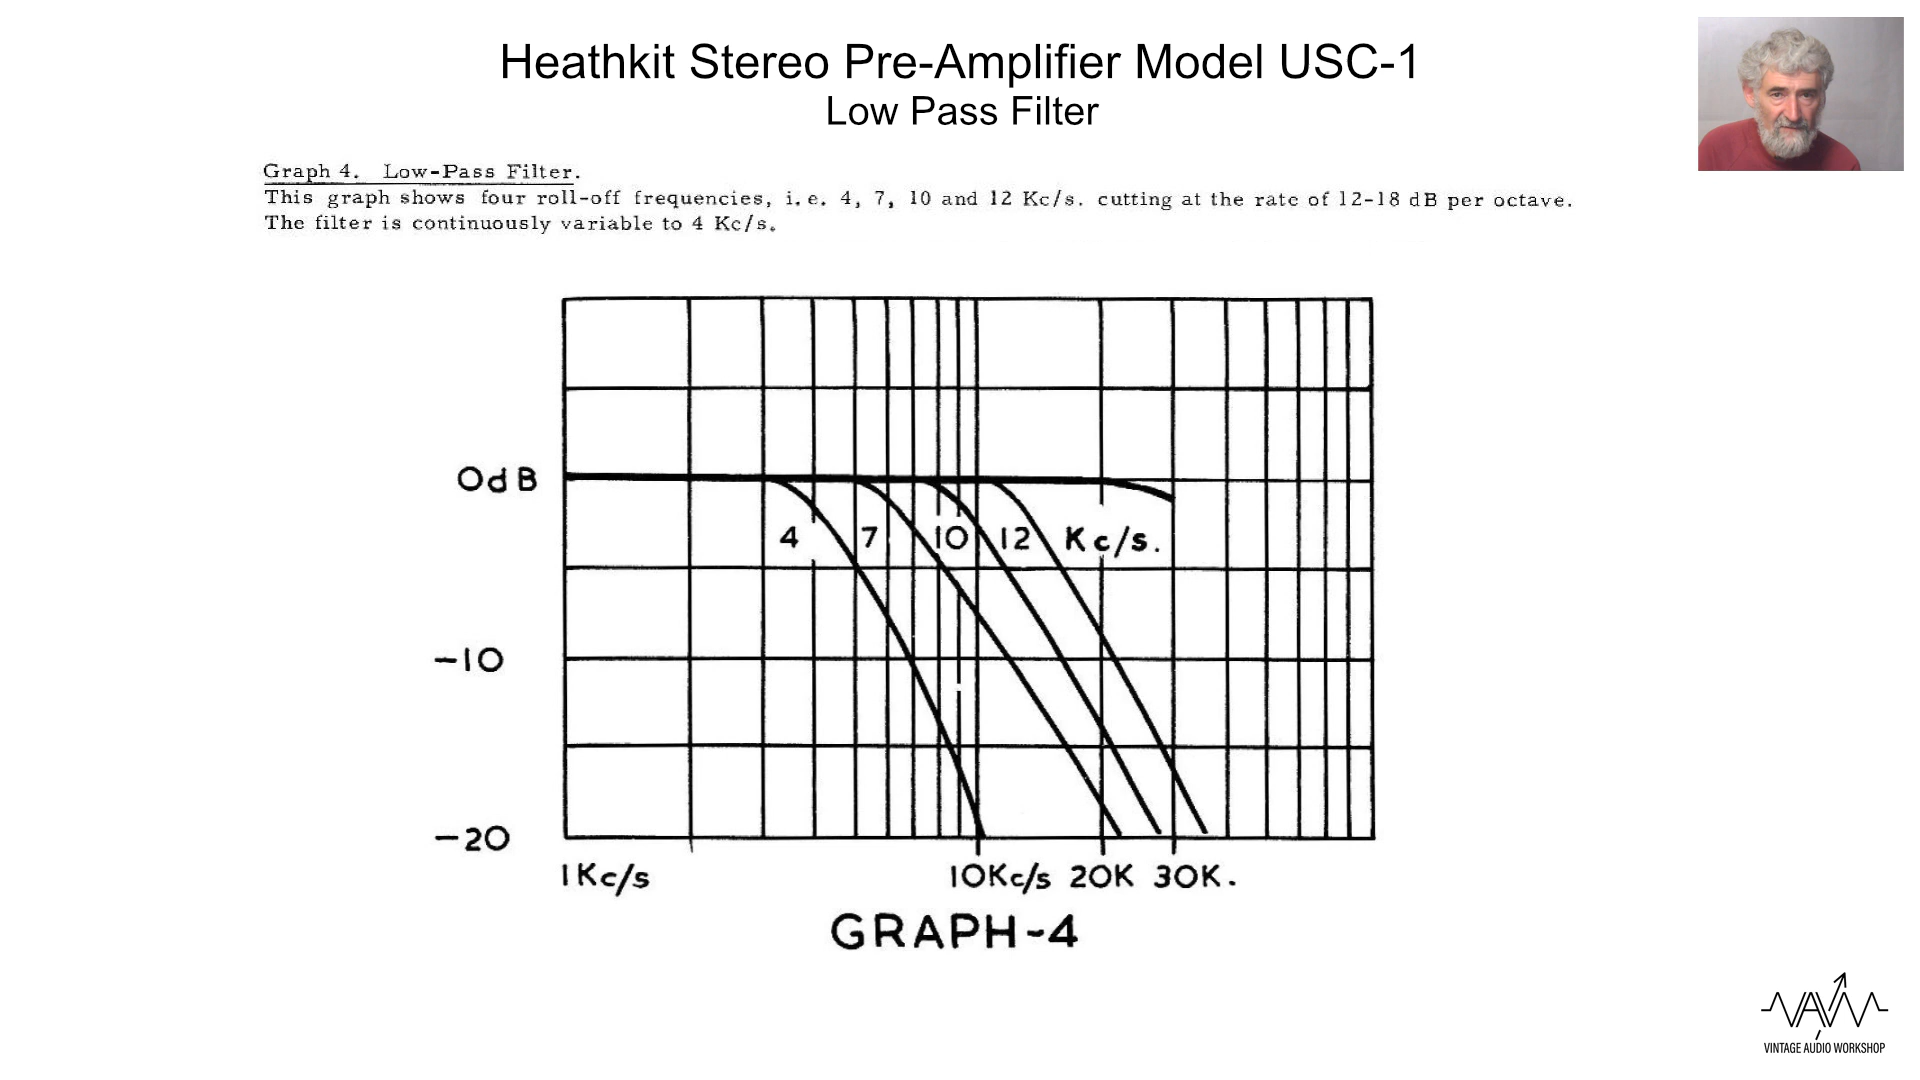 Heathkit Stereo Pre-Amplifier Model USC-1
Low Pass Filter
Graph 4. Low-Pass Filter.
This graph shows four roll-off frequencies, i.e. 4, 7, 10 and 12 Kc/s. cutting at the rate of 12-18 dB per octave.
The filter is continuously variable to 4 Kc/s.
0dB
4 7 10 12 Kc/s.
-10
-20
1Kc/s 10Kc/s 20K 30K.
GRAPH-4
VAW
VINTAGE AUDIO WORKSHOP